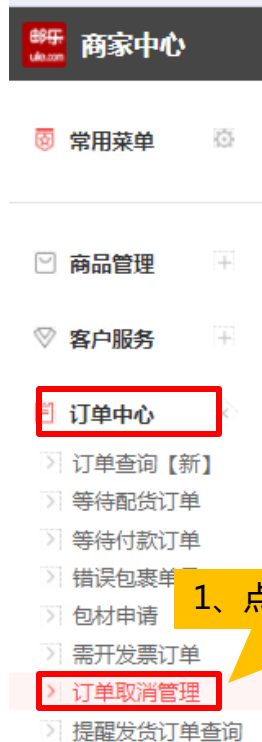 邮乐
ule.com
商家中心
常用菜单
商品管理
客户服务
订单中心
订单查询【新】
等待配货订单
等待付款订单
错误包裹单
包材申请
1、点
需开发票订单
订单取消管理
提醒发货订单查询